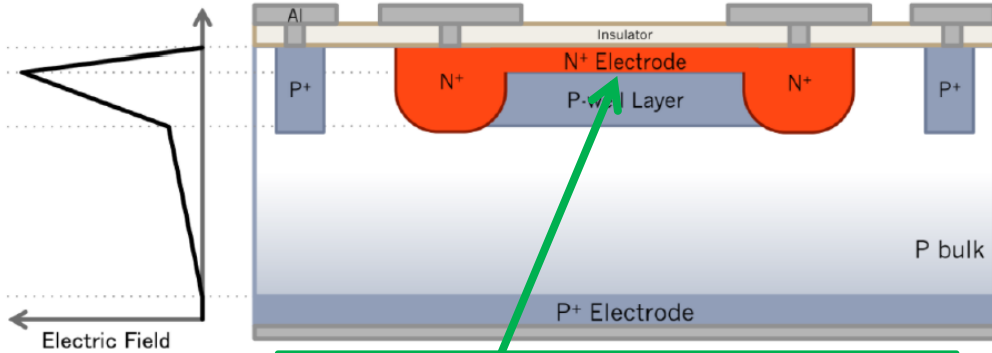 Al
Insulator
N⁺ Electrode
P⁺
N⁺
P-well Layer
N⁺
P⁺
P bulk
P⁺ Electrode
Electric Field